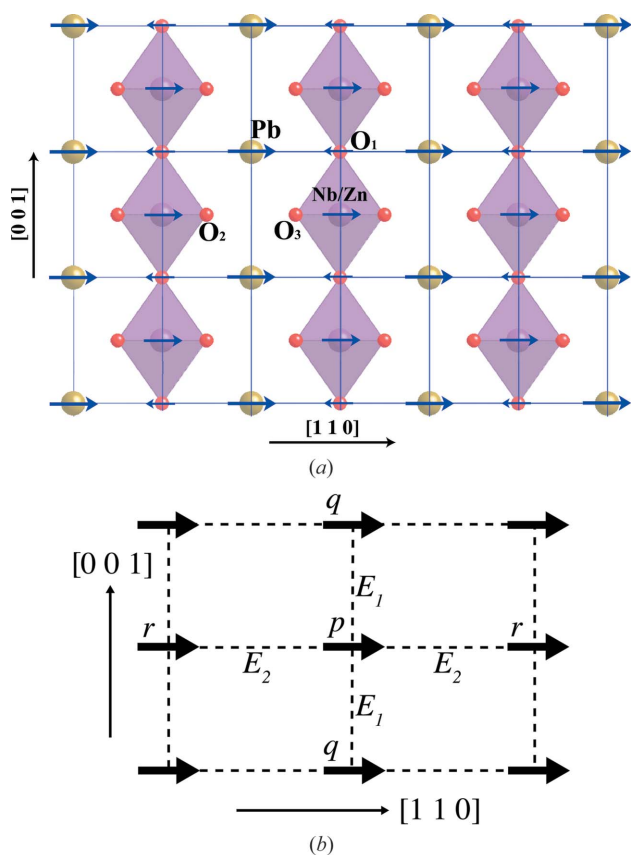 Pb
O₁
[0 0 1]
Nb/Zn
O₂
O₃
[1 1 0]
(a)
q
[0 0 1]
E₁
r
p
r
E₂
E₂
E₁
q
[1 1 0]
(b)